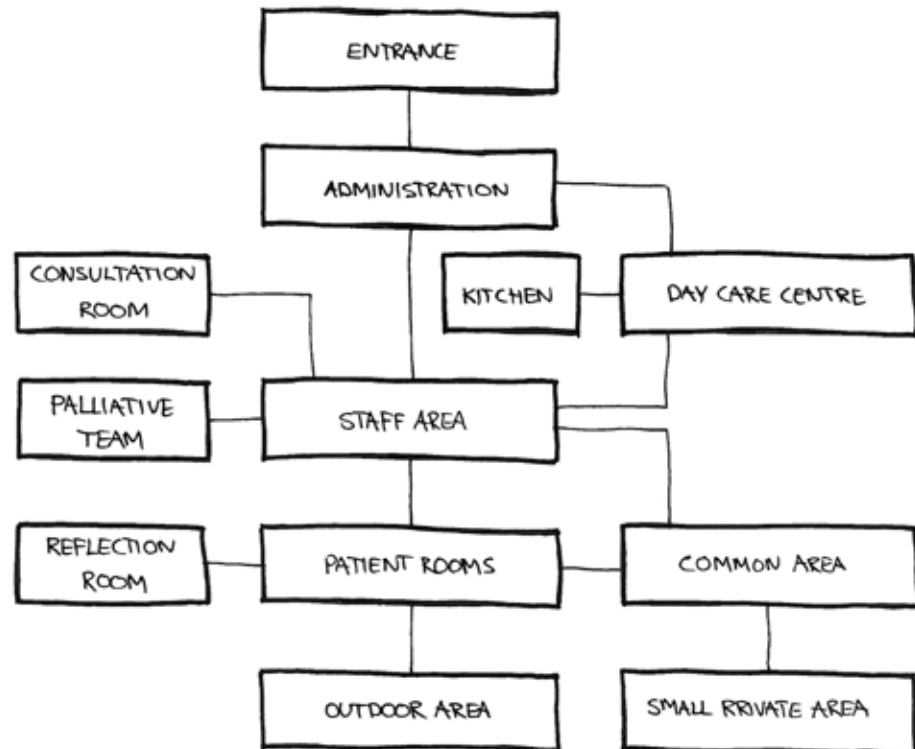 ENTRANCE
ADMINISTRATION
CONSULTATION
ROOM
KITCHEN
DAY CARE CENTRE
PALLIATIVE
TEAM
STAFF AREA
REFLECTION
ROOM
PATIENT ROOMS
COMMON AREA
OUTDOOR AREA
SMALL PRIVATE AREA